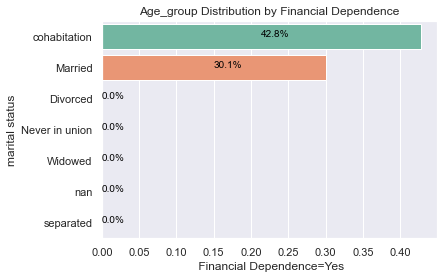 Age_group Distribution by Financial Dependence
cohabitation
42.8%
Married
30.1%
Divorced
0.0%
Never in union
0.0%
Widowed
0.0%
nan
0.0%
separated
0.0%
marital status
0.00 0.05 0.10 0.15 0.20 0.25 0.30 0.35 0.40
Financial Dependence=Yes